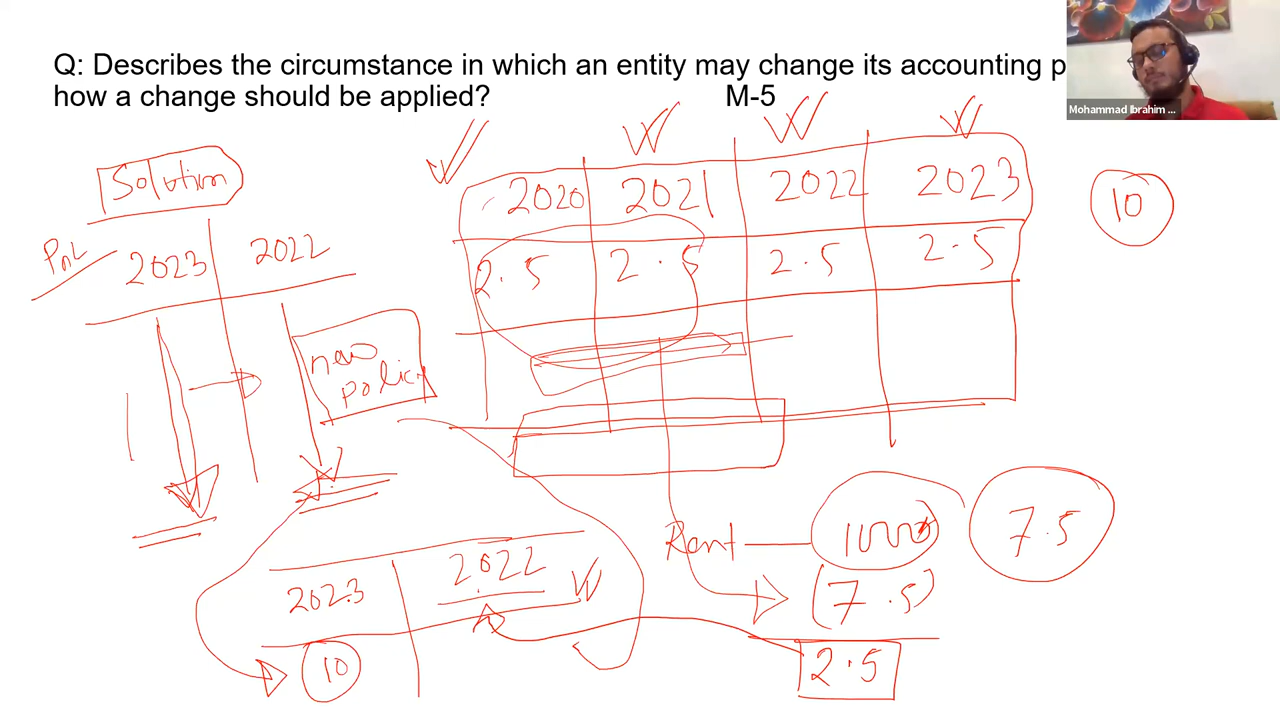 Q: Describes the circumstance in which an entity may change its accounting p
how a change should be applied? M-5
Mohammad Ibrahim ...
Solution
2020 2021 2022 2023
10
PnL 2023 2022
2.5 2.5 2.5 2.5
new
policy
Rent 10000 7.5
2023 2022
(7.5)
10
2.5